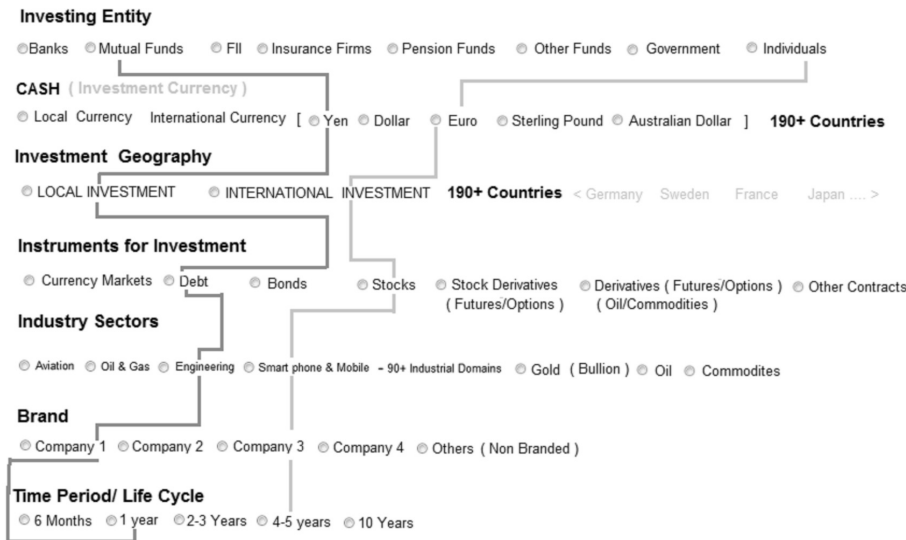 Investing Entity
Banks Mutual Funds FII Insurance Firms Pension Funds Other Funds Government Individuals
CASH ( Investment Currency )
Local Currency International Currency [ Yen Dollar Euro Sterling Pound Australian Dollar ] 190+ Countries
Investment Geography
LOCAL INVESTMENT INTERNATIONAL INVESTMENT 190+ Countries < Germany Sweden France Japan .... >
Instruments for Investment
Currency Markets Debt Bonds Stocks Stock Derivatives Derivatives ( Futures/Options ) Other Contracts
( Futures/Options ) ( Oil/Commodities )
Industry Sectors
Aviation Oil & Gas Engineering Smart phone & Mobile - 90+ Industrial Domains Gold ( Bullion ) Oil Commodites
Brand
Company 1 Company 2 Company 3 Company 4 Others ( Non Branded )
Time Period/ Life Cycle
6 Months 1 year 2-3 Years 4-5 years 10 Years